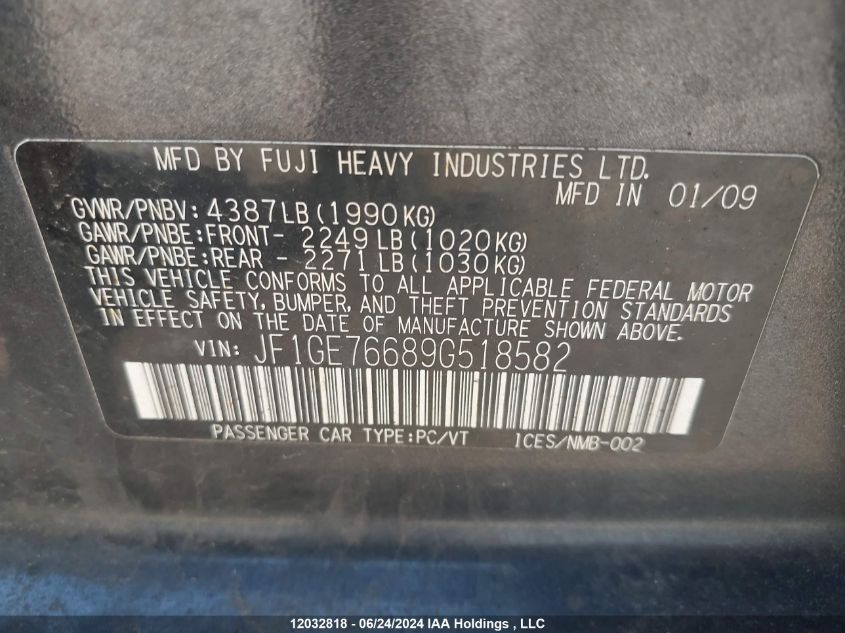 MFD BY FUJI HEAVY INDUSTRIES LTD.
MFD IN 01/09
GVWR/PNBV: 4387LB(1990KG)
GAWR/PNBE:FRONT- 2249LB(1020KG)
GAWR/PNBE:REAR - 2271LB(1030KG)
THIS VEHICLE CONFORMS TO ALL APPLICABLE FEDERAL MOTOR
VEHICLE SAFETY, BUMPER, AND THEFT PREVENTION STANDARDS
IN EFFECT ON THE DATE OF MANUFACTURE SHOWN ABOVE.
VIN: JF1GE76689G518582
PASSENGER CAR TYPE:PC/VT ICES/NMB-002
12032818 - 06/24/2024 IAA Holdings , LLC